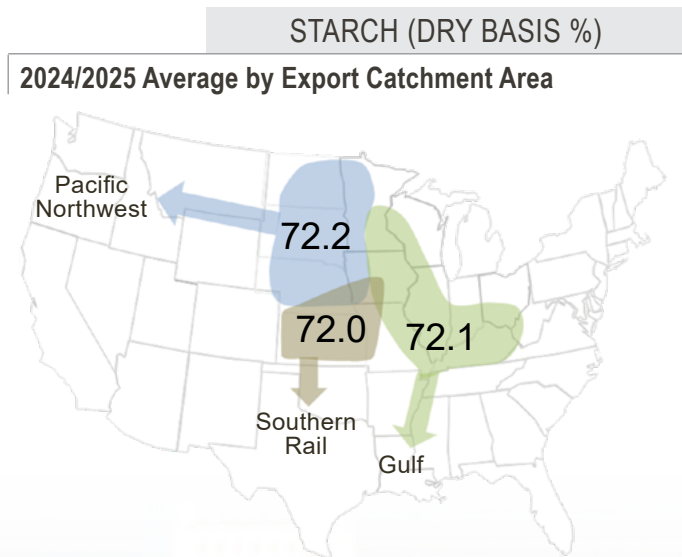 STARCH (DRY BASIS %)
2024/2025 Average by Export Catchment Area
Pacific
Northwest
72.2
72.0
72.1
Southern
Rail
Gulf